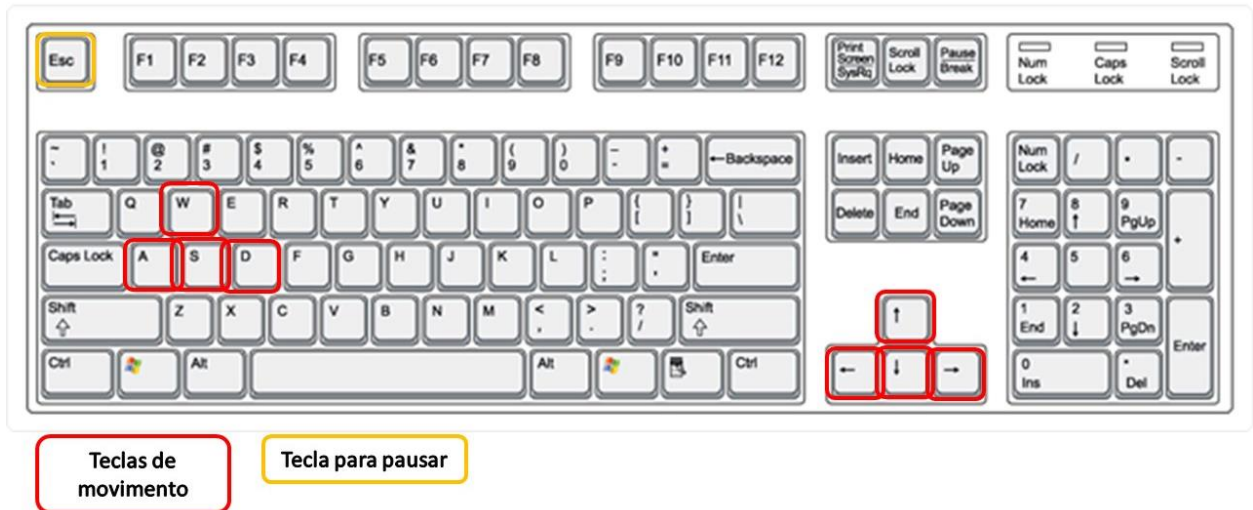 Esc F1 F2 F3 F4 F5 F6 F7 F8 F9 F10 F11 F12
Print Screen SysRq
Scroll Lock
Pause Break
Num Lock
Caps Lock
Scroll Lock
~ ! @ # $ % ^ & * ( ) – +
` 1 2 3 4 5 6 7 8 9 0 - = ←Backspace
Insert Home Page Up
Num Lock / • -
Tab Q W E R T Y U I O P { } |
[ ] \
Delete End Page Down
7 Home
8 ↑
9 PgUp
+
Caps Lock A S D F G H J K L : "
; ' Enter
4 ←
5
6 →
Shift Z X C V B N M < > ? Shift
, . /
↑
1 End
2 ↓
3 PgDn
Enter
Ctrl Alt Alt Ctrl
← ↓ →
0 Ins
• Del
Teclas de
movimento
Tecla para pausar